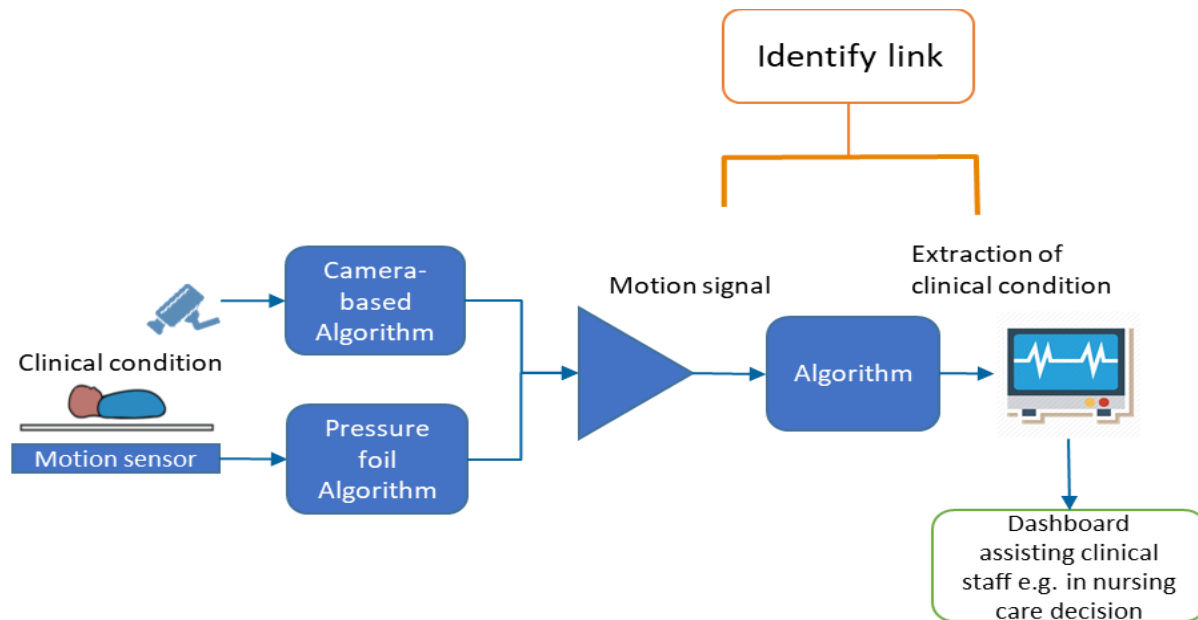 Identify link
Camera-
based
Algorithm
Motion signal
Extraction of
clinical condition
Clinical condition
Algorithm
Motion sensor
Pressure
foil
Algorithm
Dashboard
assisting clinical
staff e.g. in nursing
care decision